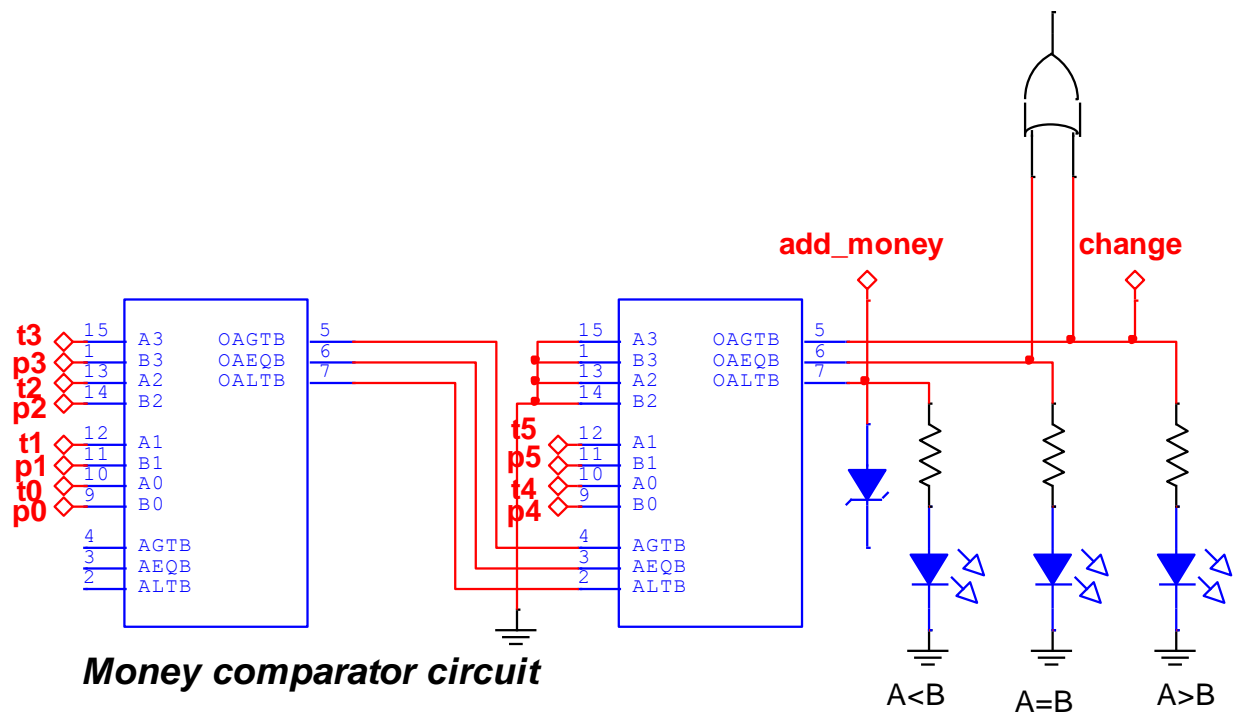 add_money
change
t3
p3
t2
p2
t1
p1
t0
p0
15
1
13
14
12
11
10
9
4
3
2
A3
B3
A2
B2
A1
B1
A0
B0
AGTB
AEQB
ALTB
OAGTB
OAEQB
OALTB
5
6
7
t5
p5
t4
p4
15
1
13
14
12
11
10
9
4
3
2
A3
B3
A2
B2
A1
B1
A0
B0
AGTB
AEQB
ALTB
OAGTB
OAEQB
OALTB
5
6
7
Money comparator circuit
A<B
A=B
A>B